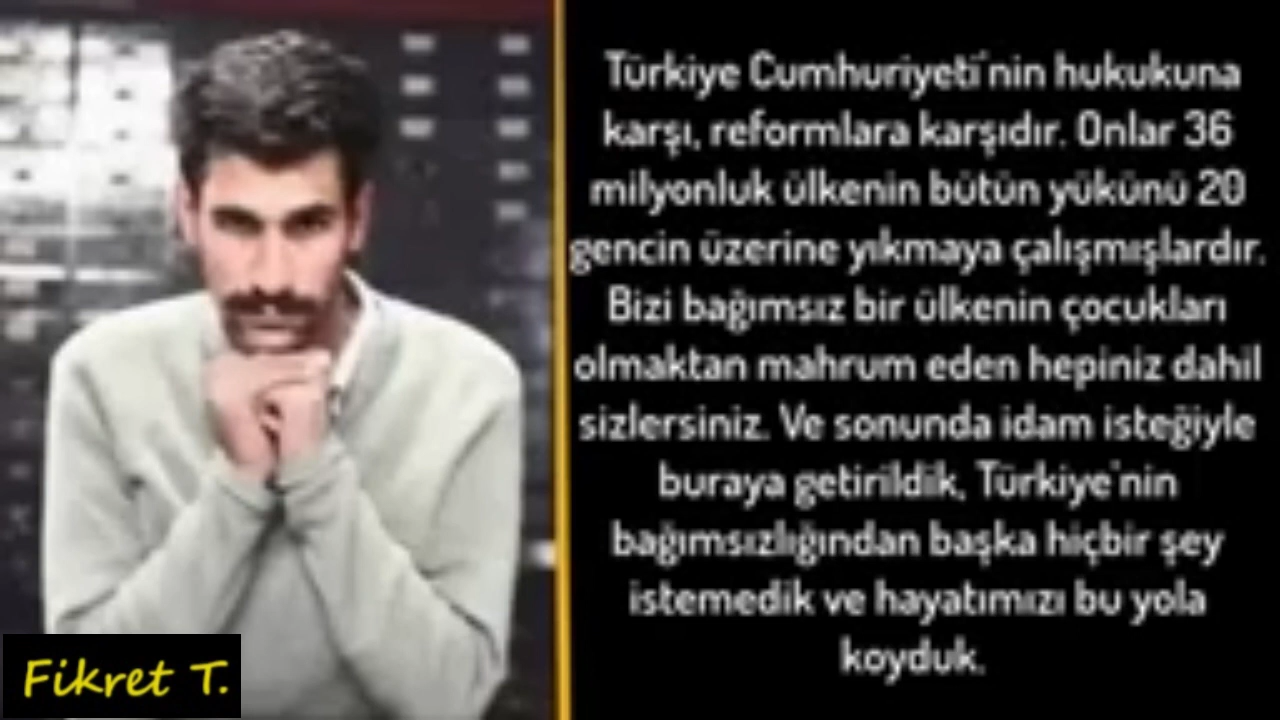 Türkiye Cumhuriyeti'nin hukukuna
karşı, reformlara karşıdır. Onlar 36
milyonluk ülkenin bütün yükünü 20
gencin üzerine yıkmaya çalışmışlardır.
Bizi bağımsız bir ülkenin çocukları
olmaktan mahrum eden hepiniz dahil
sizlersiniz. Ve sonunda idam isteğiyle
buraya getirildik, Türkiye'nin
bağımsızlığından başka hiçbir şey
istemedik ve hayatımızı bu yola
koyduk.
Fikret T.